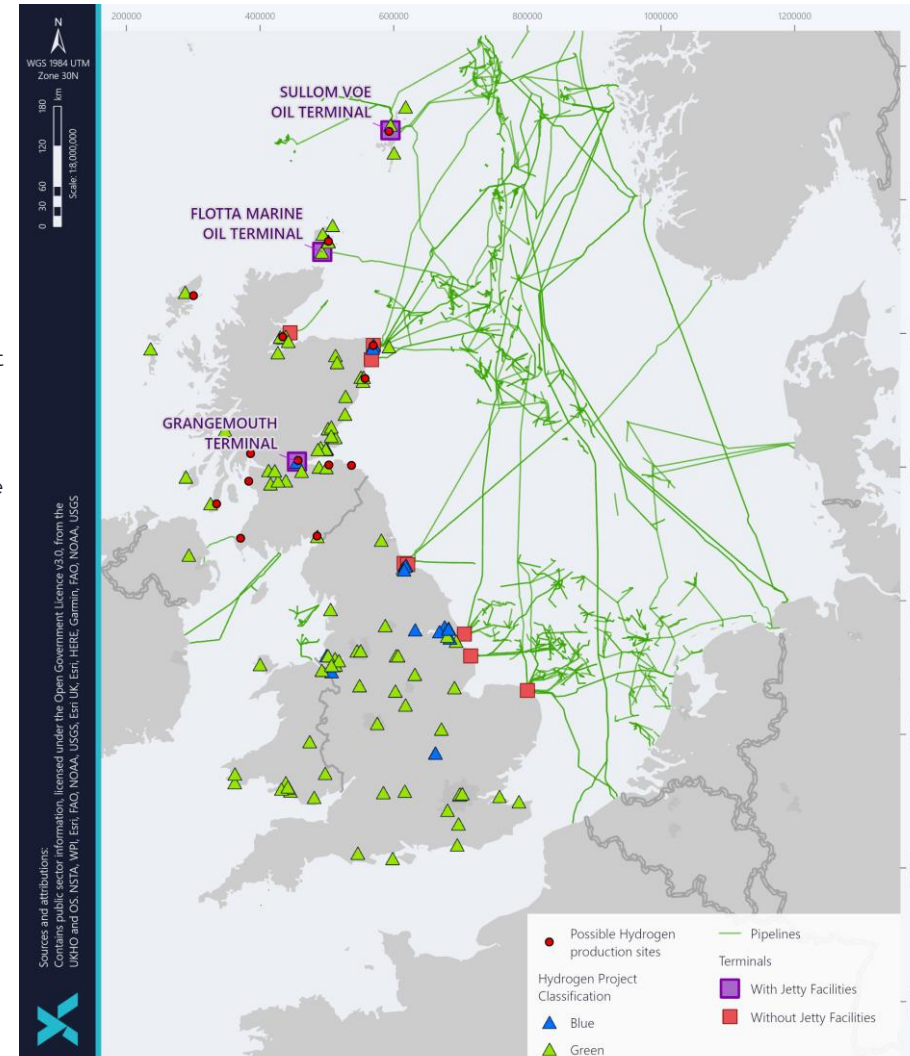 200000 400000 600000 800000 1000000 1200000
N
WGS 1984 UTM
Zone 30N
0 30 60 120 180
km
Scale: 1:8,000,000
SULLOM VOE
OIL TERMINAL
FLOTTA MARINE
OIL TERMINAL
GRANGEMOUTH
TERMINAL
Sources and attributions:
Contains public sector information, licensed under the Open Government Licence v3.0, from the
UKHO and OS. NSTA, WPI, Esri, FAO, NOAA, USGS, Esri UK, Esri, HERE, Garmin, FAO, NOAA, USGS
Possible Hydrogen
production sites
Hydrogen Project
Classification
Blue
Green
Pipelines
Terminals
With Jetty Facilities
Without Jetty Facilities